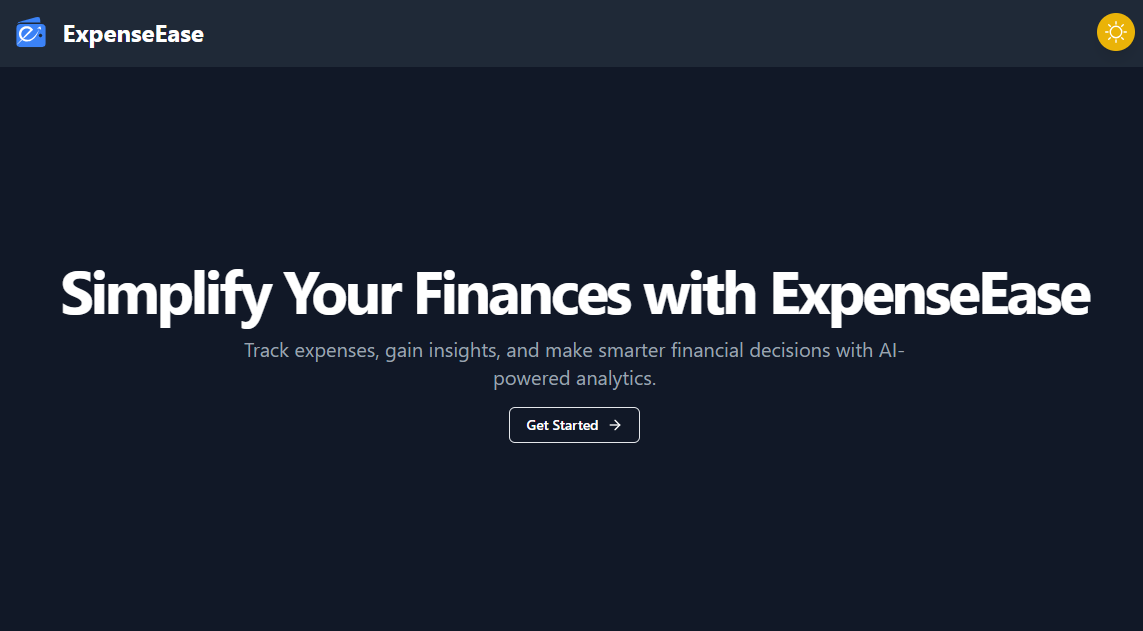 ExpenseEase
Simplify Your Finances with ExpenseEase
Track expenses, gain insights, and make smarter financial decisions with AI-
powered analytics.
Get Started